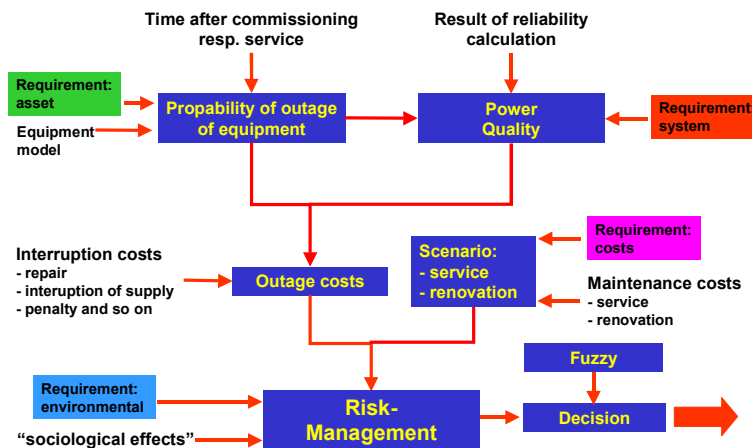 Time after commissioning
resp. service
Result of reliability
calculation
Requirement:
asset
Equipment
model
Propability of outage
of equipment
Power
Quality
Requirement:
system
Interruption costs
- repair
- interuption of supply
- penalty and so on
Outage costs
Scenario:
- service
- renovation
Requirement:
costs
Maintenance costs
- service
- renovation
Fuzzy
Requirement:
environmental
“sociological effects”
Risk-
Management
Decision